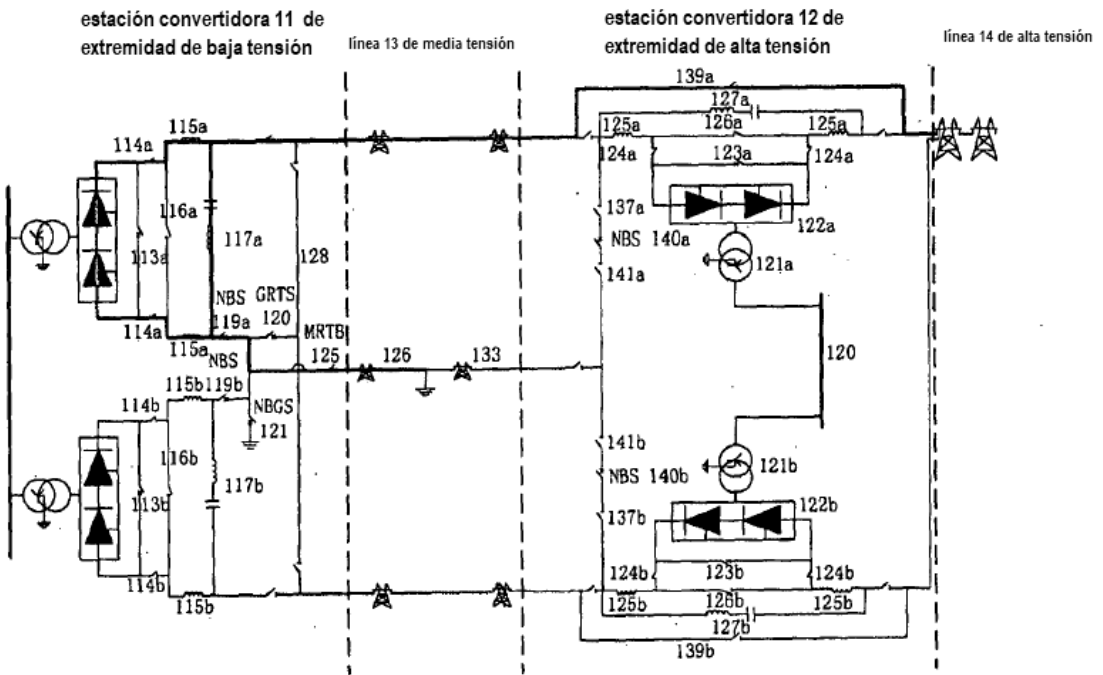 estación convertidora 11 de
extremidad de baja tensión
línea 13 de media tensión
estación convertidora 12 de
extremidad de alta tensión
línea 14 de alta tensión
139a
127a
115a
125a
126a
125a
114a
124a
123a
124a
116a
137a
122a
117a
NBS 140a
113a
128
141a
121a
NBS
GRTS
119a
120
114a
MRTB
115a
NBS
125
126
133
120
115b
119b
114b
NBGS
121
141b
116b
NBS 140b
121b
117b
122b
113b
137b
114b
124b
123b
124b
115b
125b
126b
125b
127b
139b